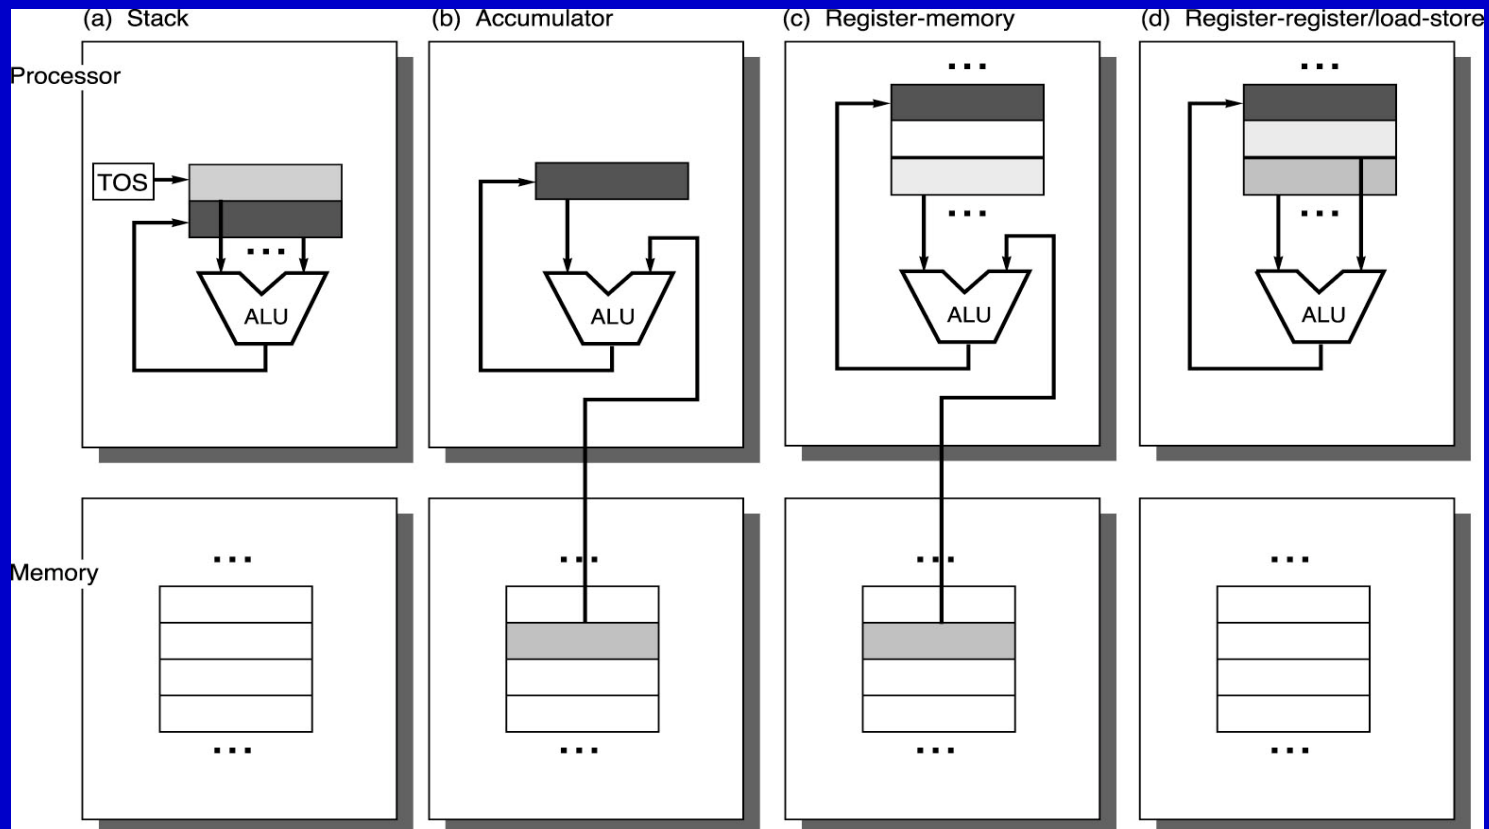 (a) Stack
(b) Accumulator
(c) Register-memory
(d) Register-register/load-store
Processor
...
...
TOS
...
...
...
ALU
ALU
ALU
ALU
Memory
...
...
...
...
...
...
...
...